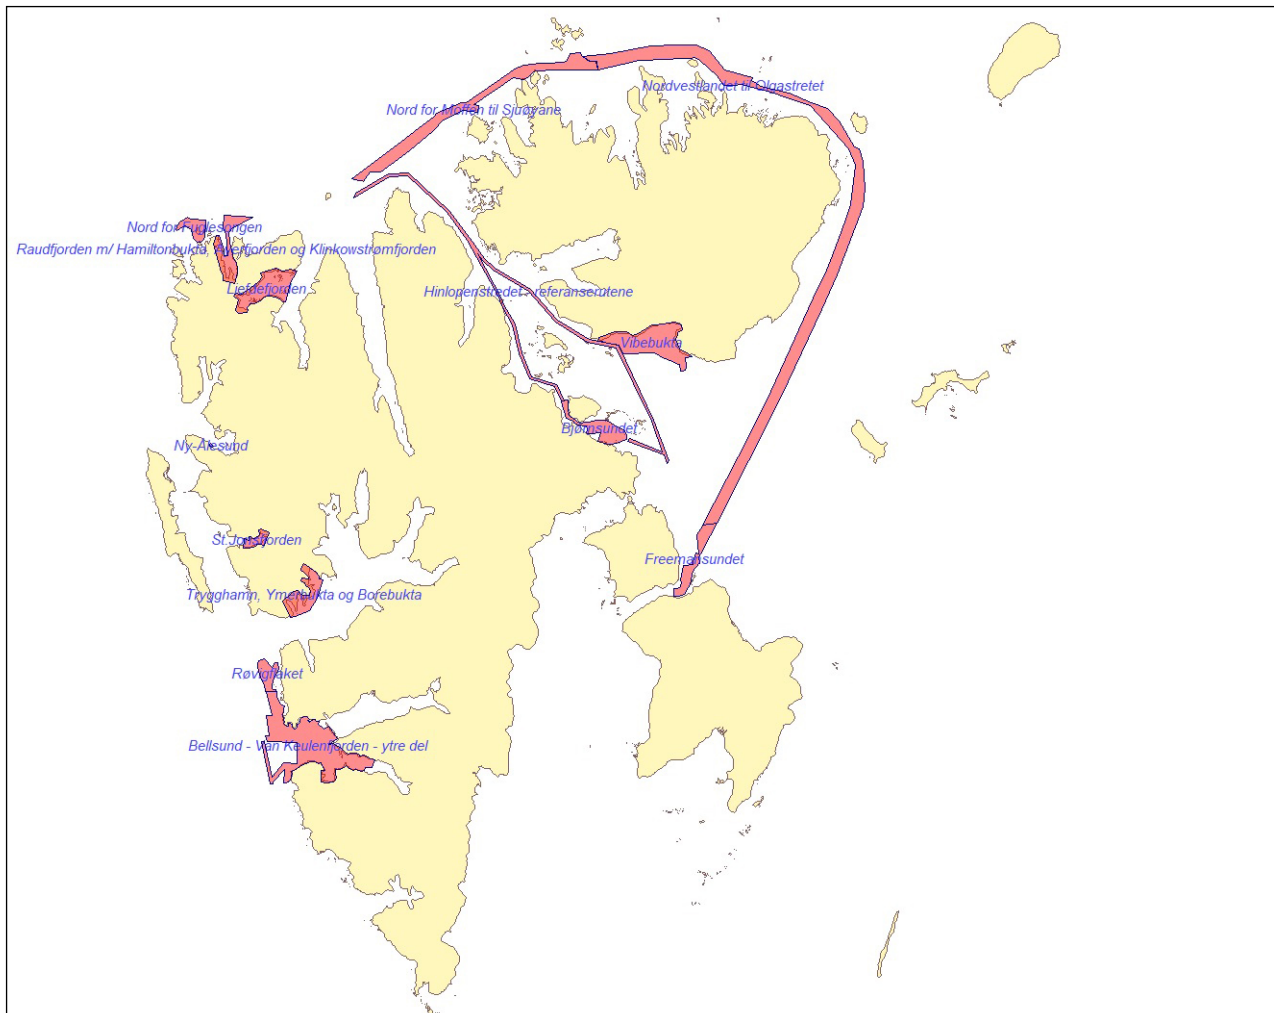 Nordvestlandet til Olgastretet
Nord for Moffen til Sjuøyane
Nord for Fuglesongen
Raudfjorden m/ Hamiltonbukta, Ayerfjorden og Klinkowstrømfjorden
Liefdefjorden
Hinlopenstredet - referanserutene
Vibebukta
Bjørnsundet
Ny-Ålesund
St.Jonsfjorden
Freemansundet
Trygghamn, Ymerbukta og Borebukta
Røvigflaket
Bellsund - Van Keulenfjorden - ytre del